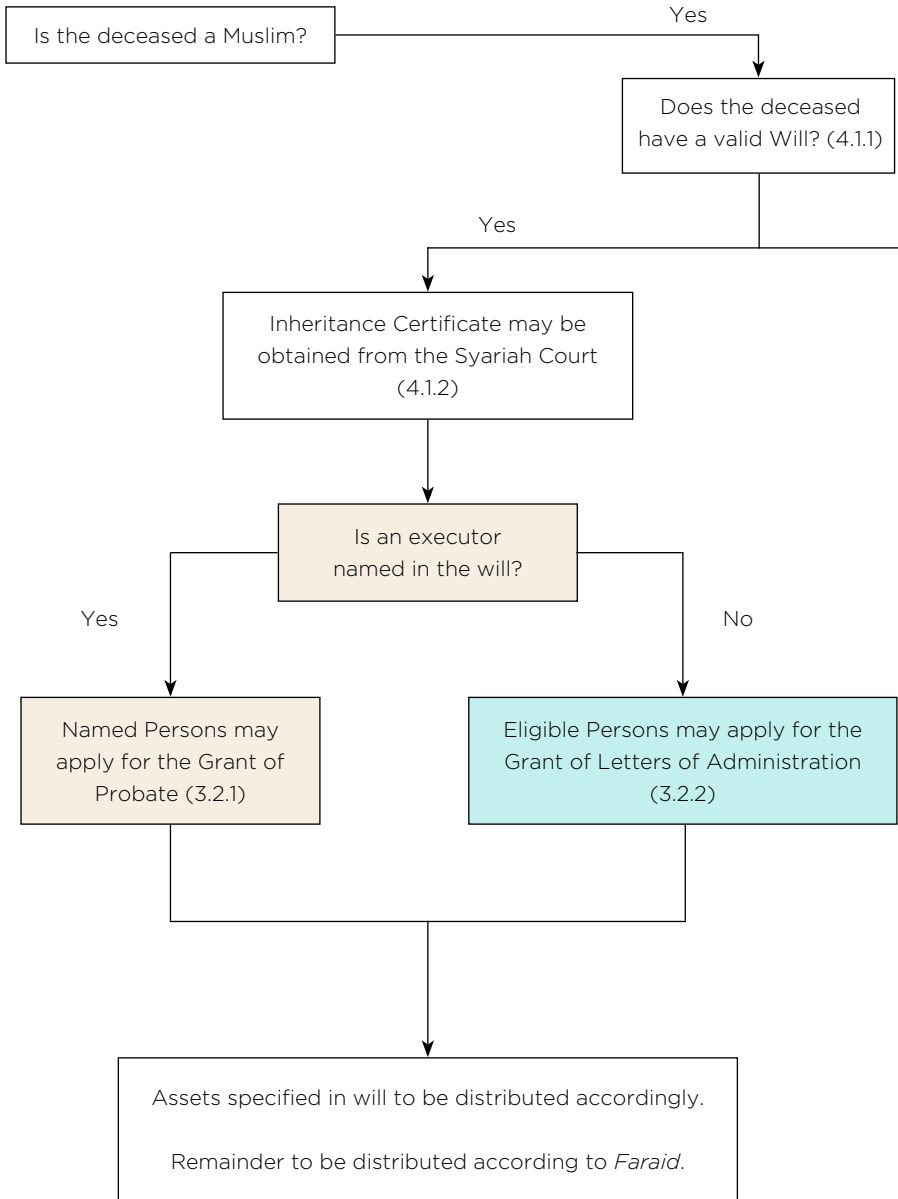 Is the deceased a Muslim?
Yes
Does the deceased
have a valid Will? (4.1.1)
Yes
Inheritance Certificate may be
obtained from the Syariah Court
(4.1.2)
Is an executor
named in the will?
Yes
No
Named Persons may
apply for the Grant of
Probate (3.2.1)
Eligible Persons may apply for the
Grant of Letters of Administration
(3.2.2)
Assets specified in will to be distributed accordingly.
Remainder to be distributed according to Faraid.